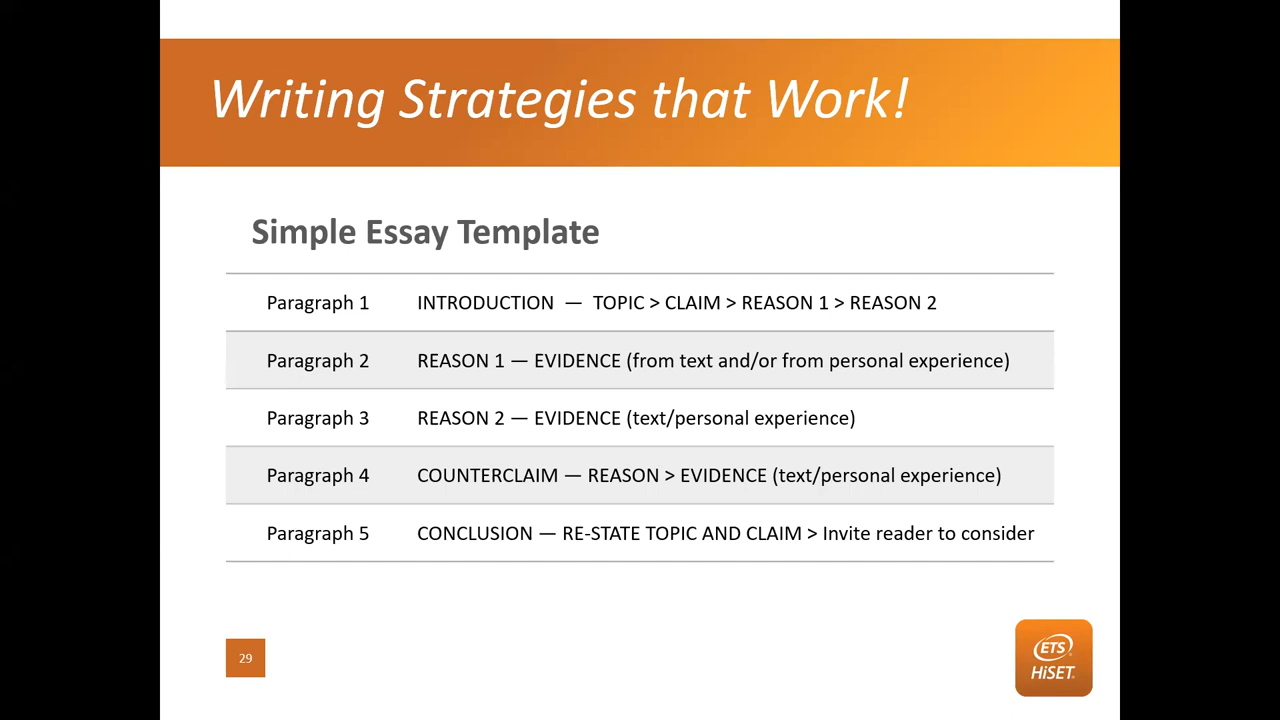 Writing Strategies that Work!
Simple Essay Template
Paragraph 1 INTRODUCTION — TOPIC > CLAIM > REASON 1 > REASON 2
Paragraph 2 REASON 1 — EVIDENCE (from text and/or from personal experience)
Paragraph 3 REASON 2 — EVIDENCE (text/personal experience)
Paragraph 4 COUNTERCLAIM — REASON > EVIDENCE (text/personal experience)
Paragraph 5 CONCLUSION — RE-STATE TOPIC AND CLAIM > Invite reader to consider
29
ETS®
HiSET®